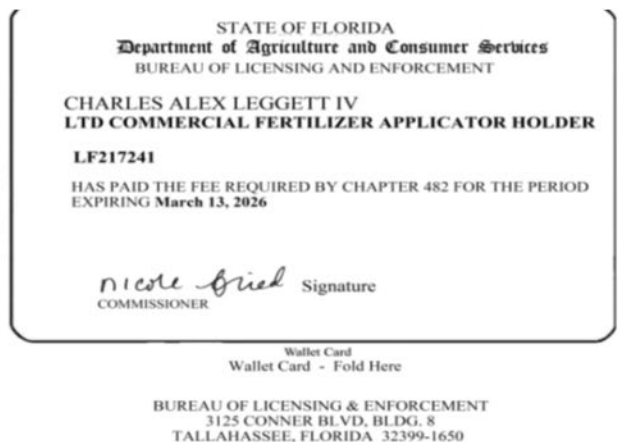 STATE OF FLORIDA
Department of Agriculture and Consumer Services
BUREAU OF LICENSING AND ENFORCEMENT
CHARLES ALEX LEGGETT IV
LTD COMMERCIAL FERTILIZER APPLICATOR HOLDER
LF217241
HAS PAID THE FEE REQUIRED BY CHAPTER 482 FOR THE PERIOD
EXPIRING March 13, 2026
Nicole Fried Signature
COMMISSIONER
Wallet Card
Wallet Card - Fold Here
BUREAU OF LICENSING & ENFORCEMENT
3125 CONNER BLVD, BLDG. 8
TALLAHASSEE, FLORIDA 32399-1650